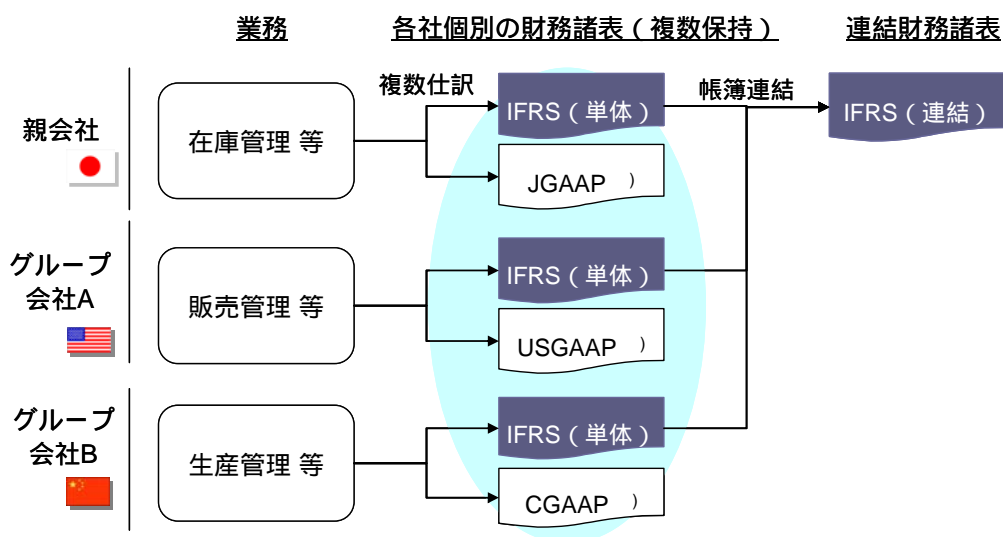 業務
各社個別の財務諸表（複数保持）
連結財務諸表
親会社
在庫管理 等
複数仕訳
IFRS（単体）
JGAAP ）
帳簿連結
IFRS（連結）
グループ
会社A
販売管理 等
IFRS（単体）
USGAAP ）
グループ
会社B
生産管理 等
IFRS（単体）
CGAAP ）